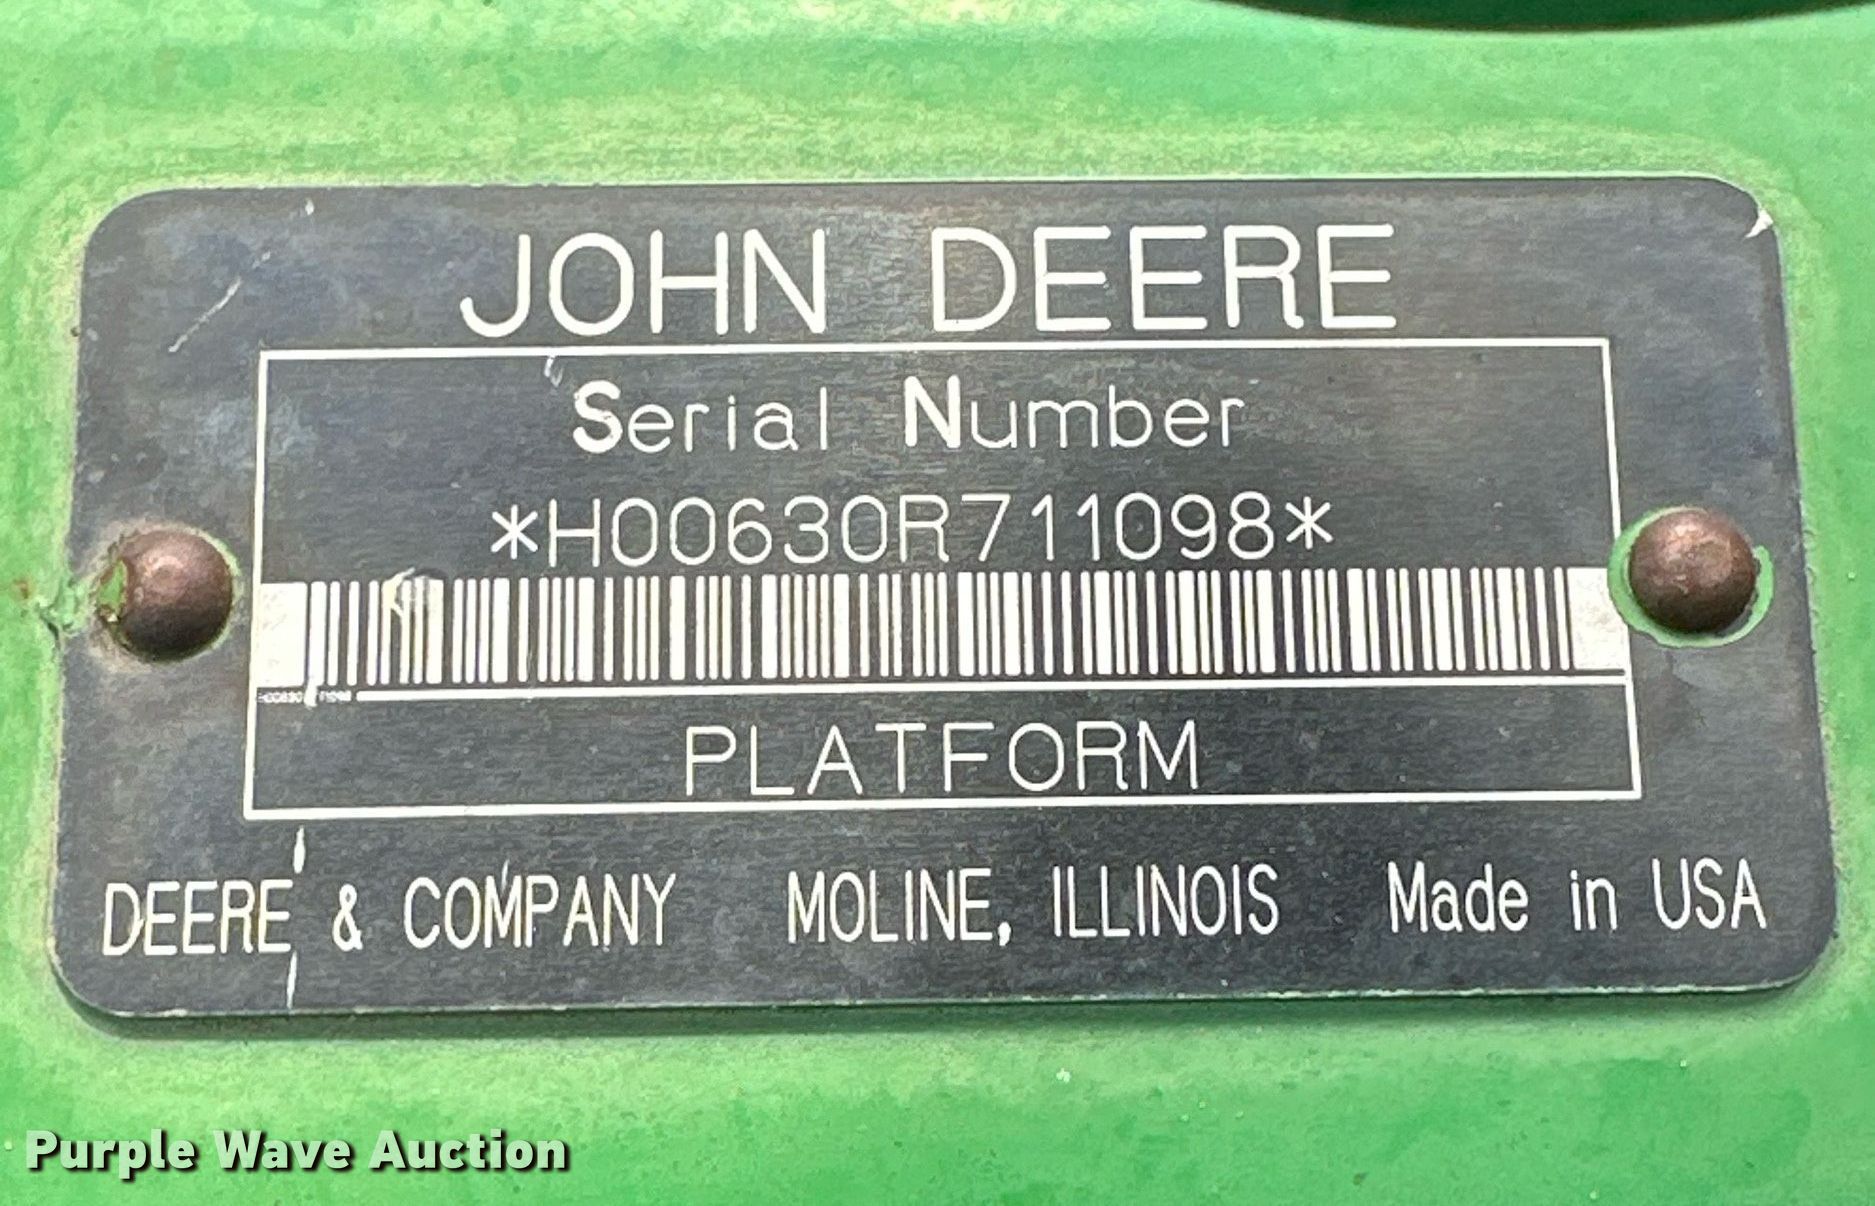 JOHN DEERE
Serial Number
*H00630R711098*
PLATFORM
DEERE & COMPANY MOLINE, ILLINOIS Made in USA
Purple Wave Auction